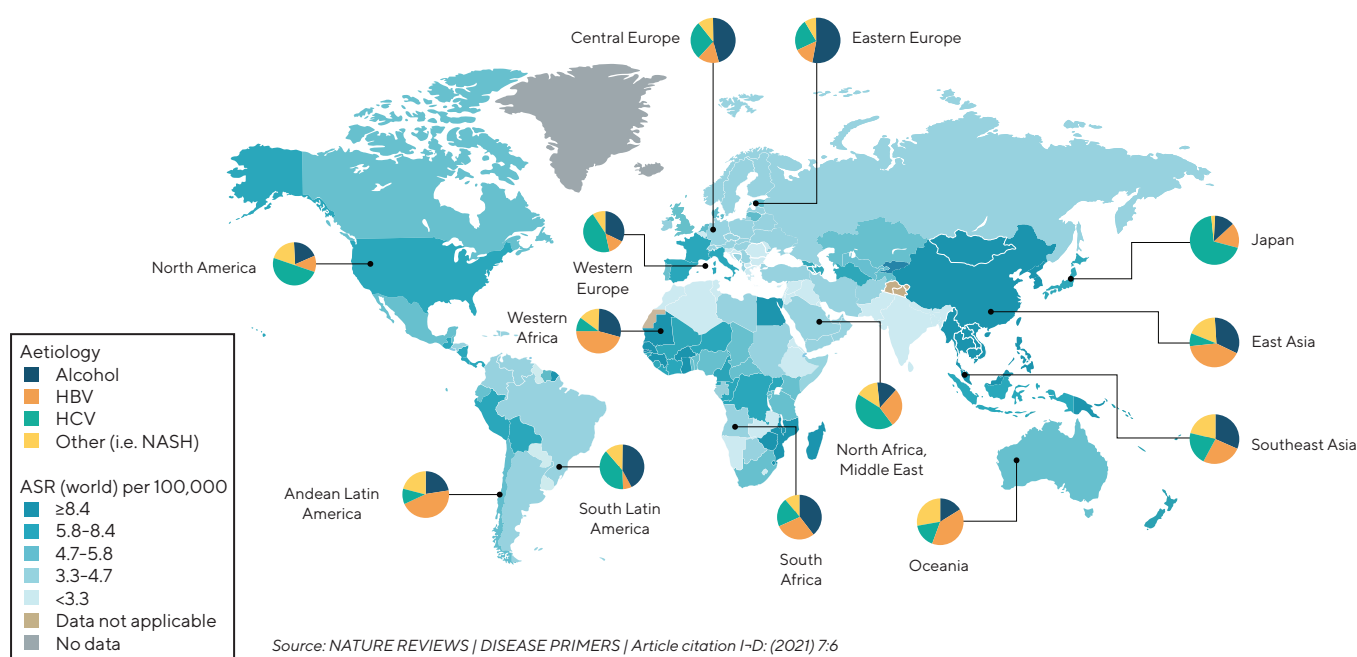 Central Europe
Eastern Europe
North America
Western
Europe
Japan
Western
Africa
East Asia
North Africa,
Middle East
Southeast Asia
Andean Latin
America
South Latin
America
South
Africa
Oceania
Aetiology
Alcohol
HBV
HCV
Other (i.e. NASH)
ASR (world) per 100,000
≥8.4
5.8–8.4
4.7–5.8
3.3–4.7
<3.3
Data not applicable
No data
Source: NATURE REVIEWS | DISEASE PRIMERS | Article citation I¬D: (2021) 7:6